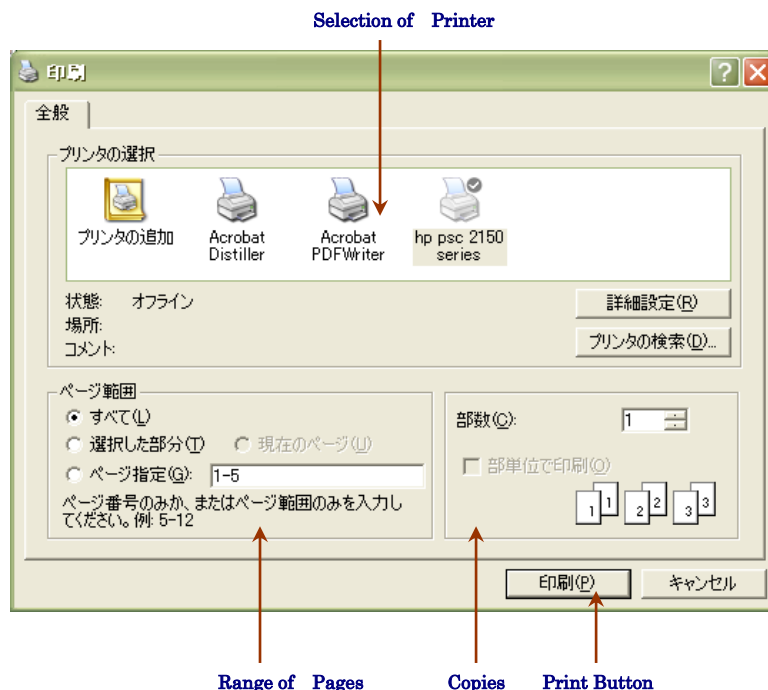 Selection of Printer
印刷
全般
プリンタの選択
プリンタの追加
Acrobat
Distiller
Acrobat
PDFWriter
hp psc 2150
series
状態: オフライン
場所:
コメント:
詳細設定(R)
プリンタの検索(D)...
ページ範囲
すべて(L)
選択した部分(T) 現在のページ(U)
ページ指定(G): 1-5
ページ番号のみか、またはページ範囲のみを入力し
てください。例: 5-12
部数(C): 1
部単位で印刷(O)
1 1 2 2 3 3
印刷(P) キャンセル
Range of Pages Copies Print Button